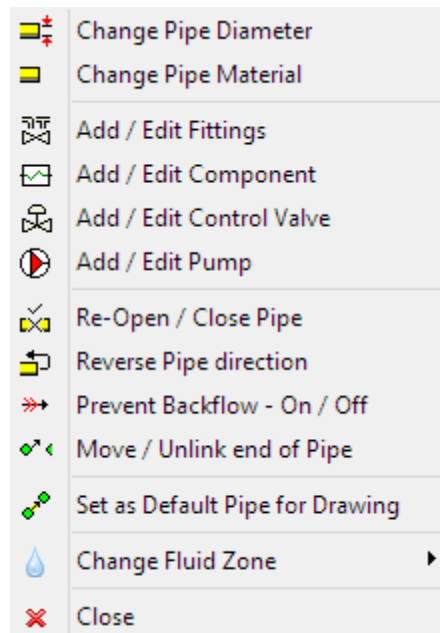 Change Pipe Diameter
Change Pipe Material
Add / Edit Fittings
Add / Edit Component
Add / Edit Control Valve
Add / Edit Pump
Re-Open / Close Pipe
Reverse Pipe direction
Prevent Backflow - On / Off
Move / Unlink end of Pipe
Set as Default Pipe for Drawing
Change Fluid Zone
Close